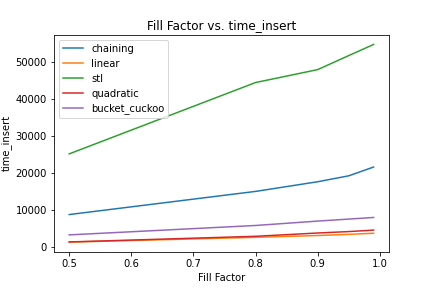 Fill Factor vs. time_insert
chaining
linear
stl
quadratic
bucket_cuckoo
time_insert
50000
40000
30000
20000
10000
0
0.5 0.6 0.7 0.8 0.9 1.0
Fill Factor